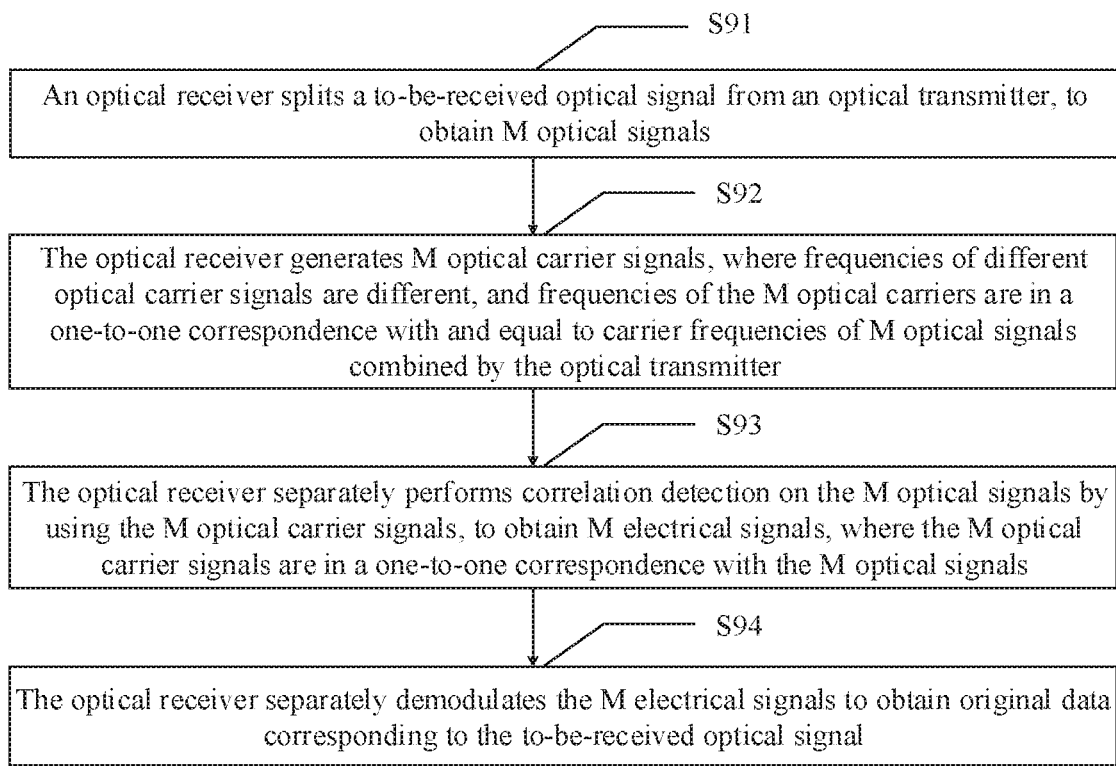 S91
An optical receiver splits a to-be-received optical signal from an optical transmitter, to
obtain M optical signals
S92
The optical receiver generates M optical carrier signals, where frequencies of different
optical carrier signals are different, and frequencies of the M optical carriers are in a
one-to-one correspondence with and equal to carrier frequencies of M optical signals
combined by the optical transmitter
S93
The optical receiver separately performs correlation detection on the M optical signals by
using the M optical carrier signals, to obtain M electrical signals, where the M optical
carrier signals are in a one-to-one correspondence with the M optical signals
S94
The optical receiver separately demodulates the M electrical signals to obtain original data
corresponding to the to-be-received optical signal